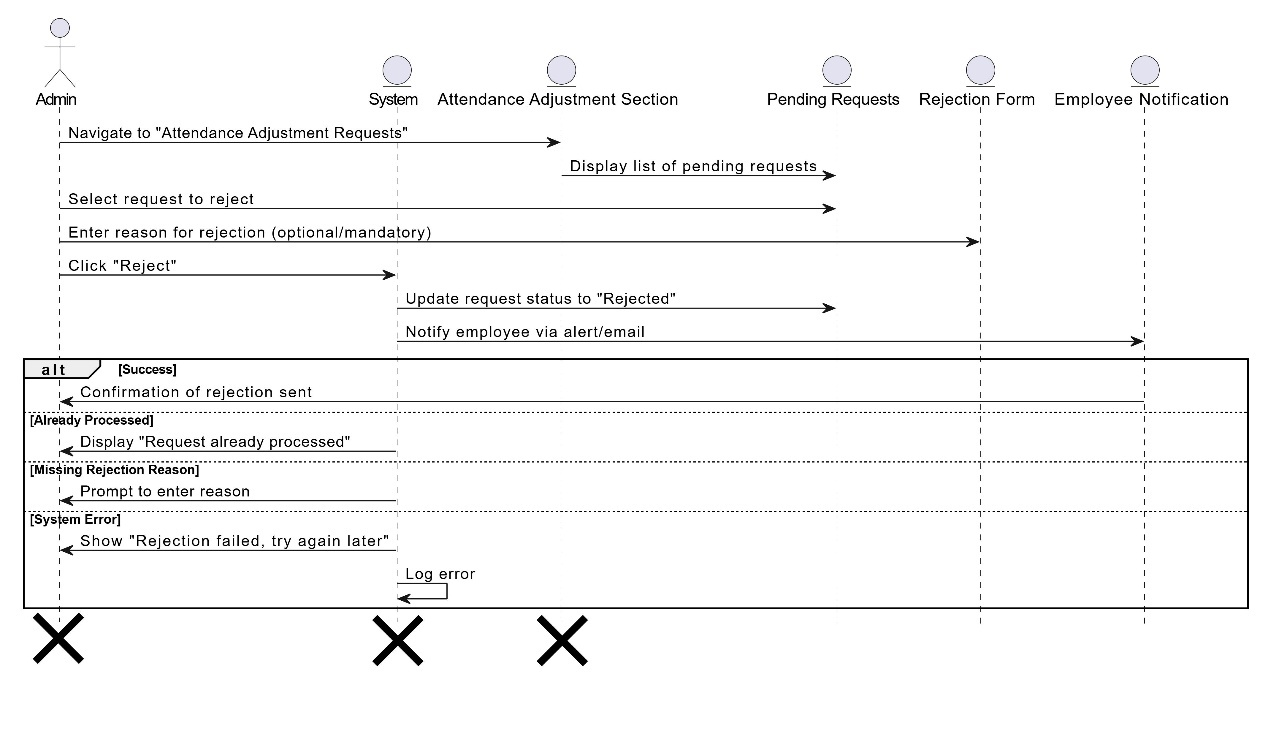 Admin
System
Attendance Adjustment Section
Pending Requests
Rejection Form
Employee Notification
Navigate to "Attendance Adjustment Requests"
Display list of pending requests
Select request to reject
Enter reason for rejection (optional/mandatory)
Click "Reject"
Update request status to "Rejected"
Notify employee via alert/email
alt
[Success]
Confirmation of rejection sent
[Already Processed]
Display "Request already processed"
[Missing Rejection Reason]
Prompt to enter reason
[System Error]
Show "Rejection failed, try again later"
Log error